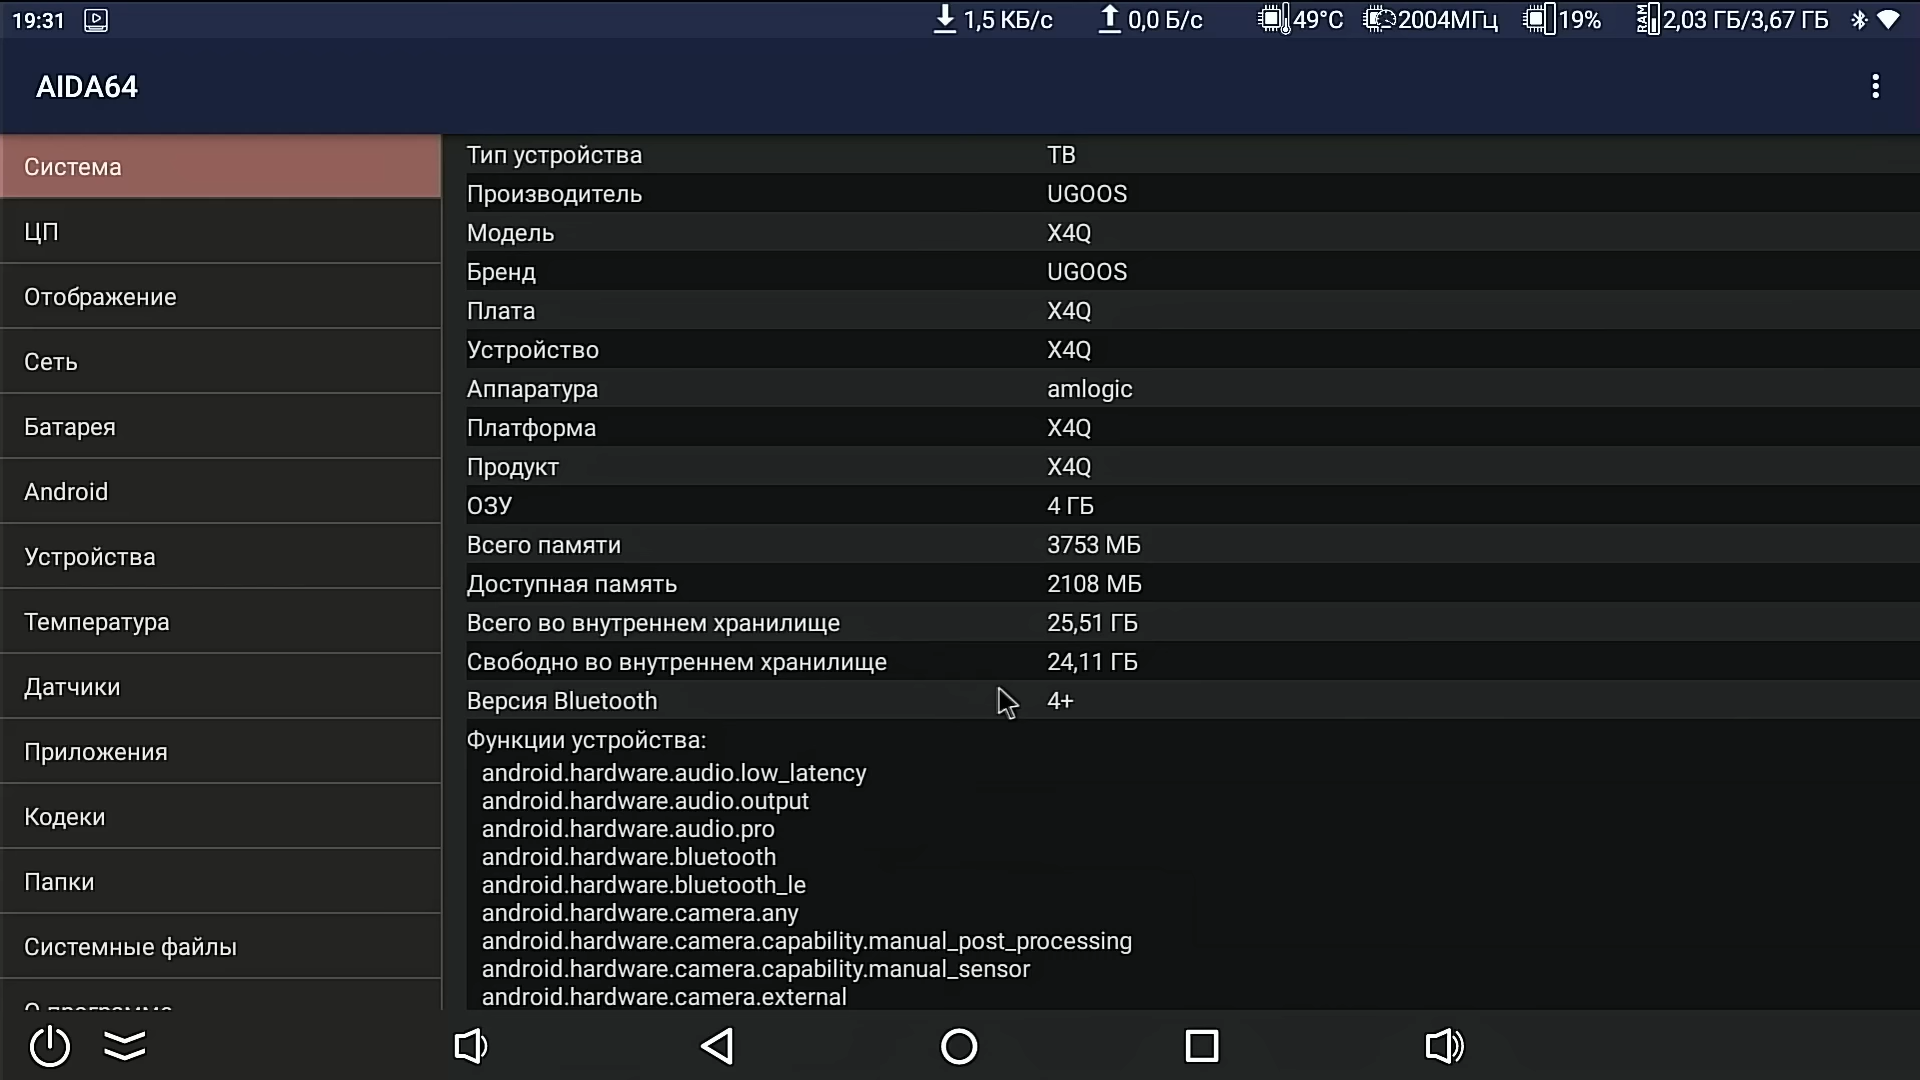 19:31
1,5 КБ/с 0,0 Б/с 49°C 2004МГц 19% RAM 2,03 ГБ/3,67 ГБ
AIDA64
Система
ЦП
Отображение
Сеть
Батарея
Android
Устройства
Температура
Датчики
Приложения
Кодеки
Папки
Системные файлы
О программе
Тип устройства ТВ
Производитель UGOOS
Модель X4Q
Бренд UGOOS
Плата X4Q
Устройство X4Q
Аппаратура amlogic
Платформа X4Q
Продукт X4Q
ОЗУ 4 ГБ
Всего памяти 3753 МБ
Доступная память 2108 МБ
Всего во внутреннем хранилище 25,51 ГБ
Свободно во внутреннем хранилище 24,11 ГБ
Версия Bluetooth 4+
Функции устройства:
android.hardware.audio.low_latency
android.hardware.audio.output
android.hardware.audio.pro
android.hardware.bluetooth
android.hardware.bluetooth_le
android.hardware.camera.any
android.hardware.camera.capability.manual_post_processing
android.hardware.camera.capability.manual_sensor
android.hardware.camera.external